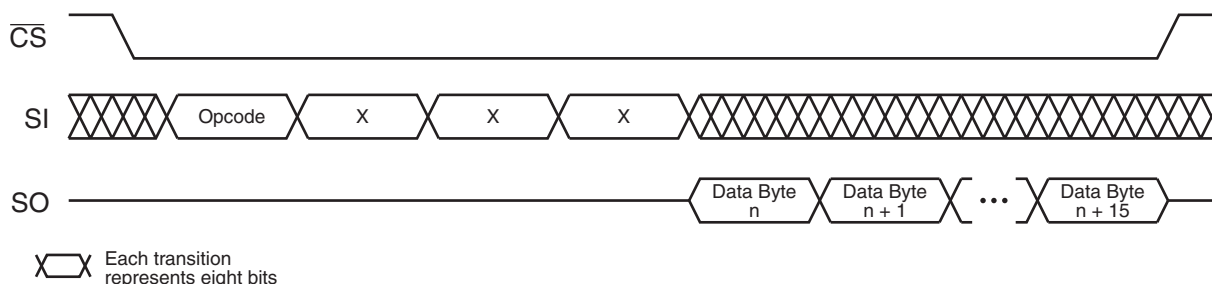 CS
SI
Opcode X X X
SO
Data Byte n
Data Byte n + 1
•••
Data Byte n + 15
Each transition
represents eight bits